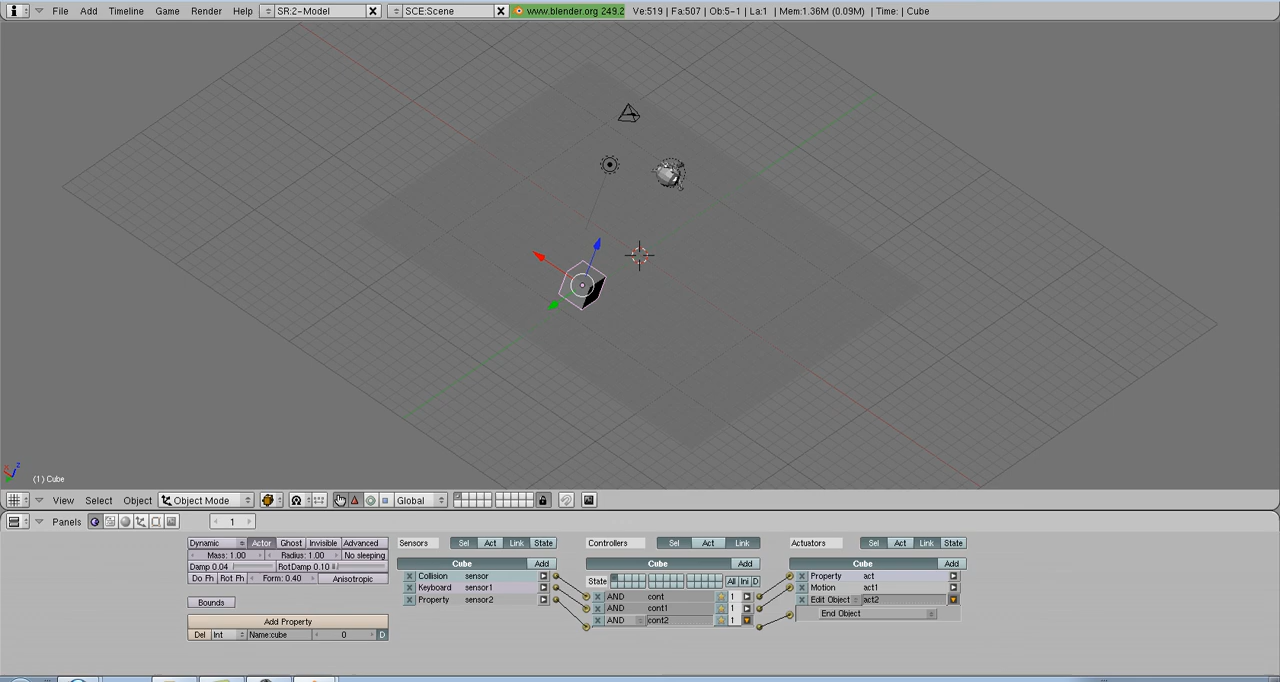 File Add Timeline Game Render Help SR:2-Model SCE:Scene www.blender.org 249.2 Ve:519 | Fa:507 | Ob:5-1 | La:1 | Mem:1.36M (0.09M) | Time: | Cube
x z
(1) Cube
View Select Object Object Mode Global
Panels 1
Dynamic Actor Ghost Invisible Advanced Sensors Sel Act Link State Controllers Sel Act Link Actuators Sel Act Link State
Mass: 1.00 Radius: 1.00 No sleeping Cube Add Cube Add Cube Add
Damp 0.04 RotDamp 0.10 Collision sensor State All Ini D Property act
Do Fh Rot Fh Form: 0.40 Anisotropic Keyboard sensor1 AND cont 1 Motion act1
Property sensor2 AND cont1 1 Edit Object act2
Bounds AND cont2 1 End Object
Add Property
Del Int Name:cube 0 D